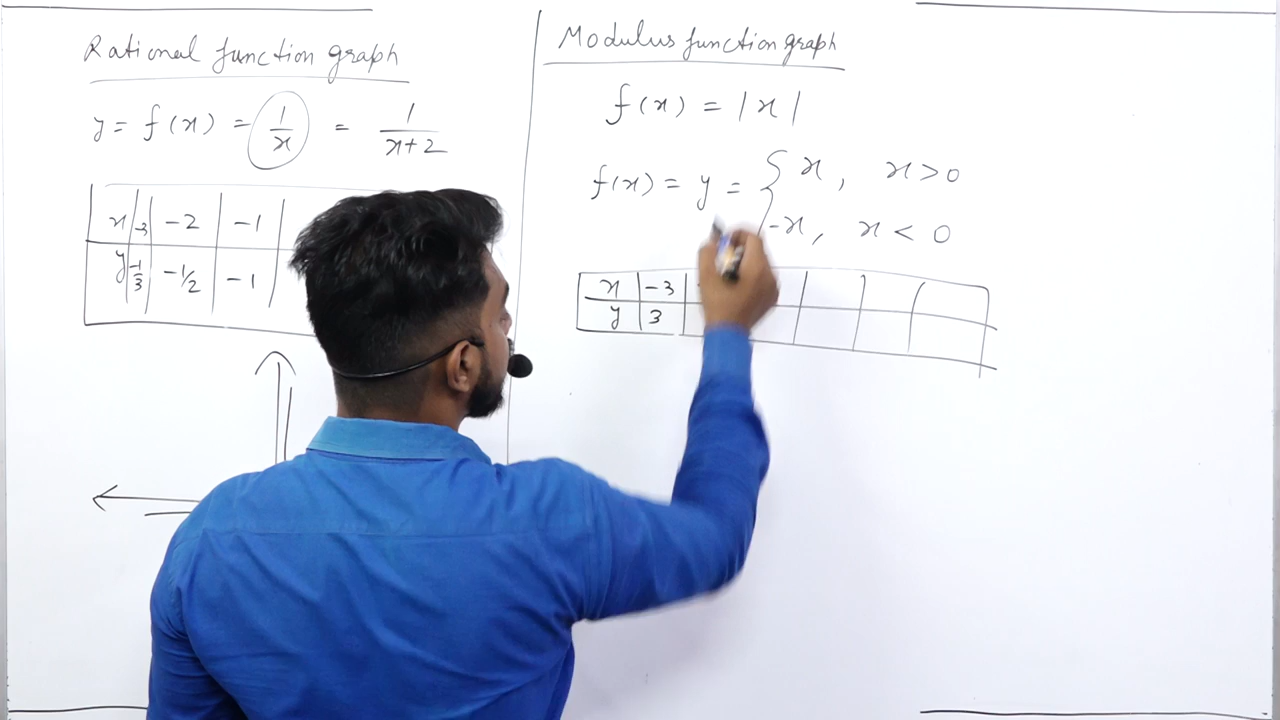 Rational function graph
y = f(x) = 1/x = 1/x+2
x -3 -2 -1
y -1/3 -1/2 -1
Modulus function graph
f(x) = |x|
f(x) = y = { x, x > 0
-x, x < 0
x -3
y 3